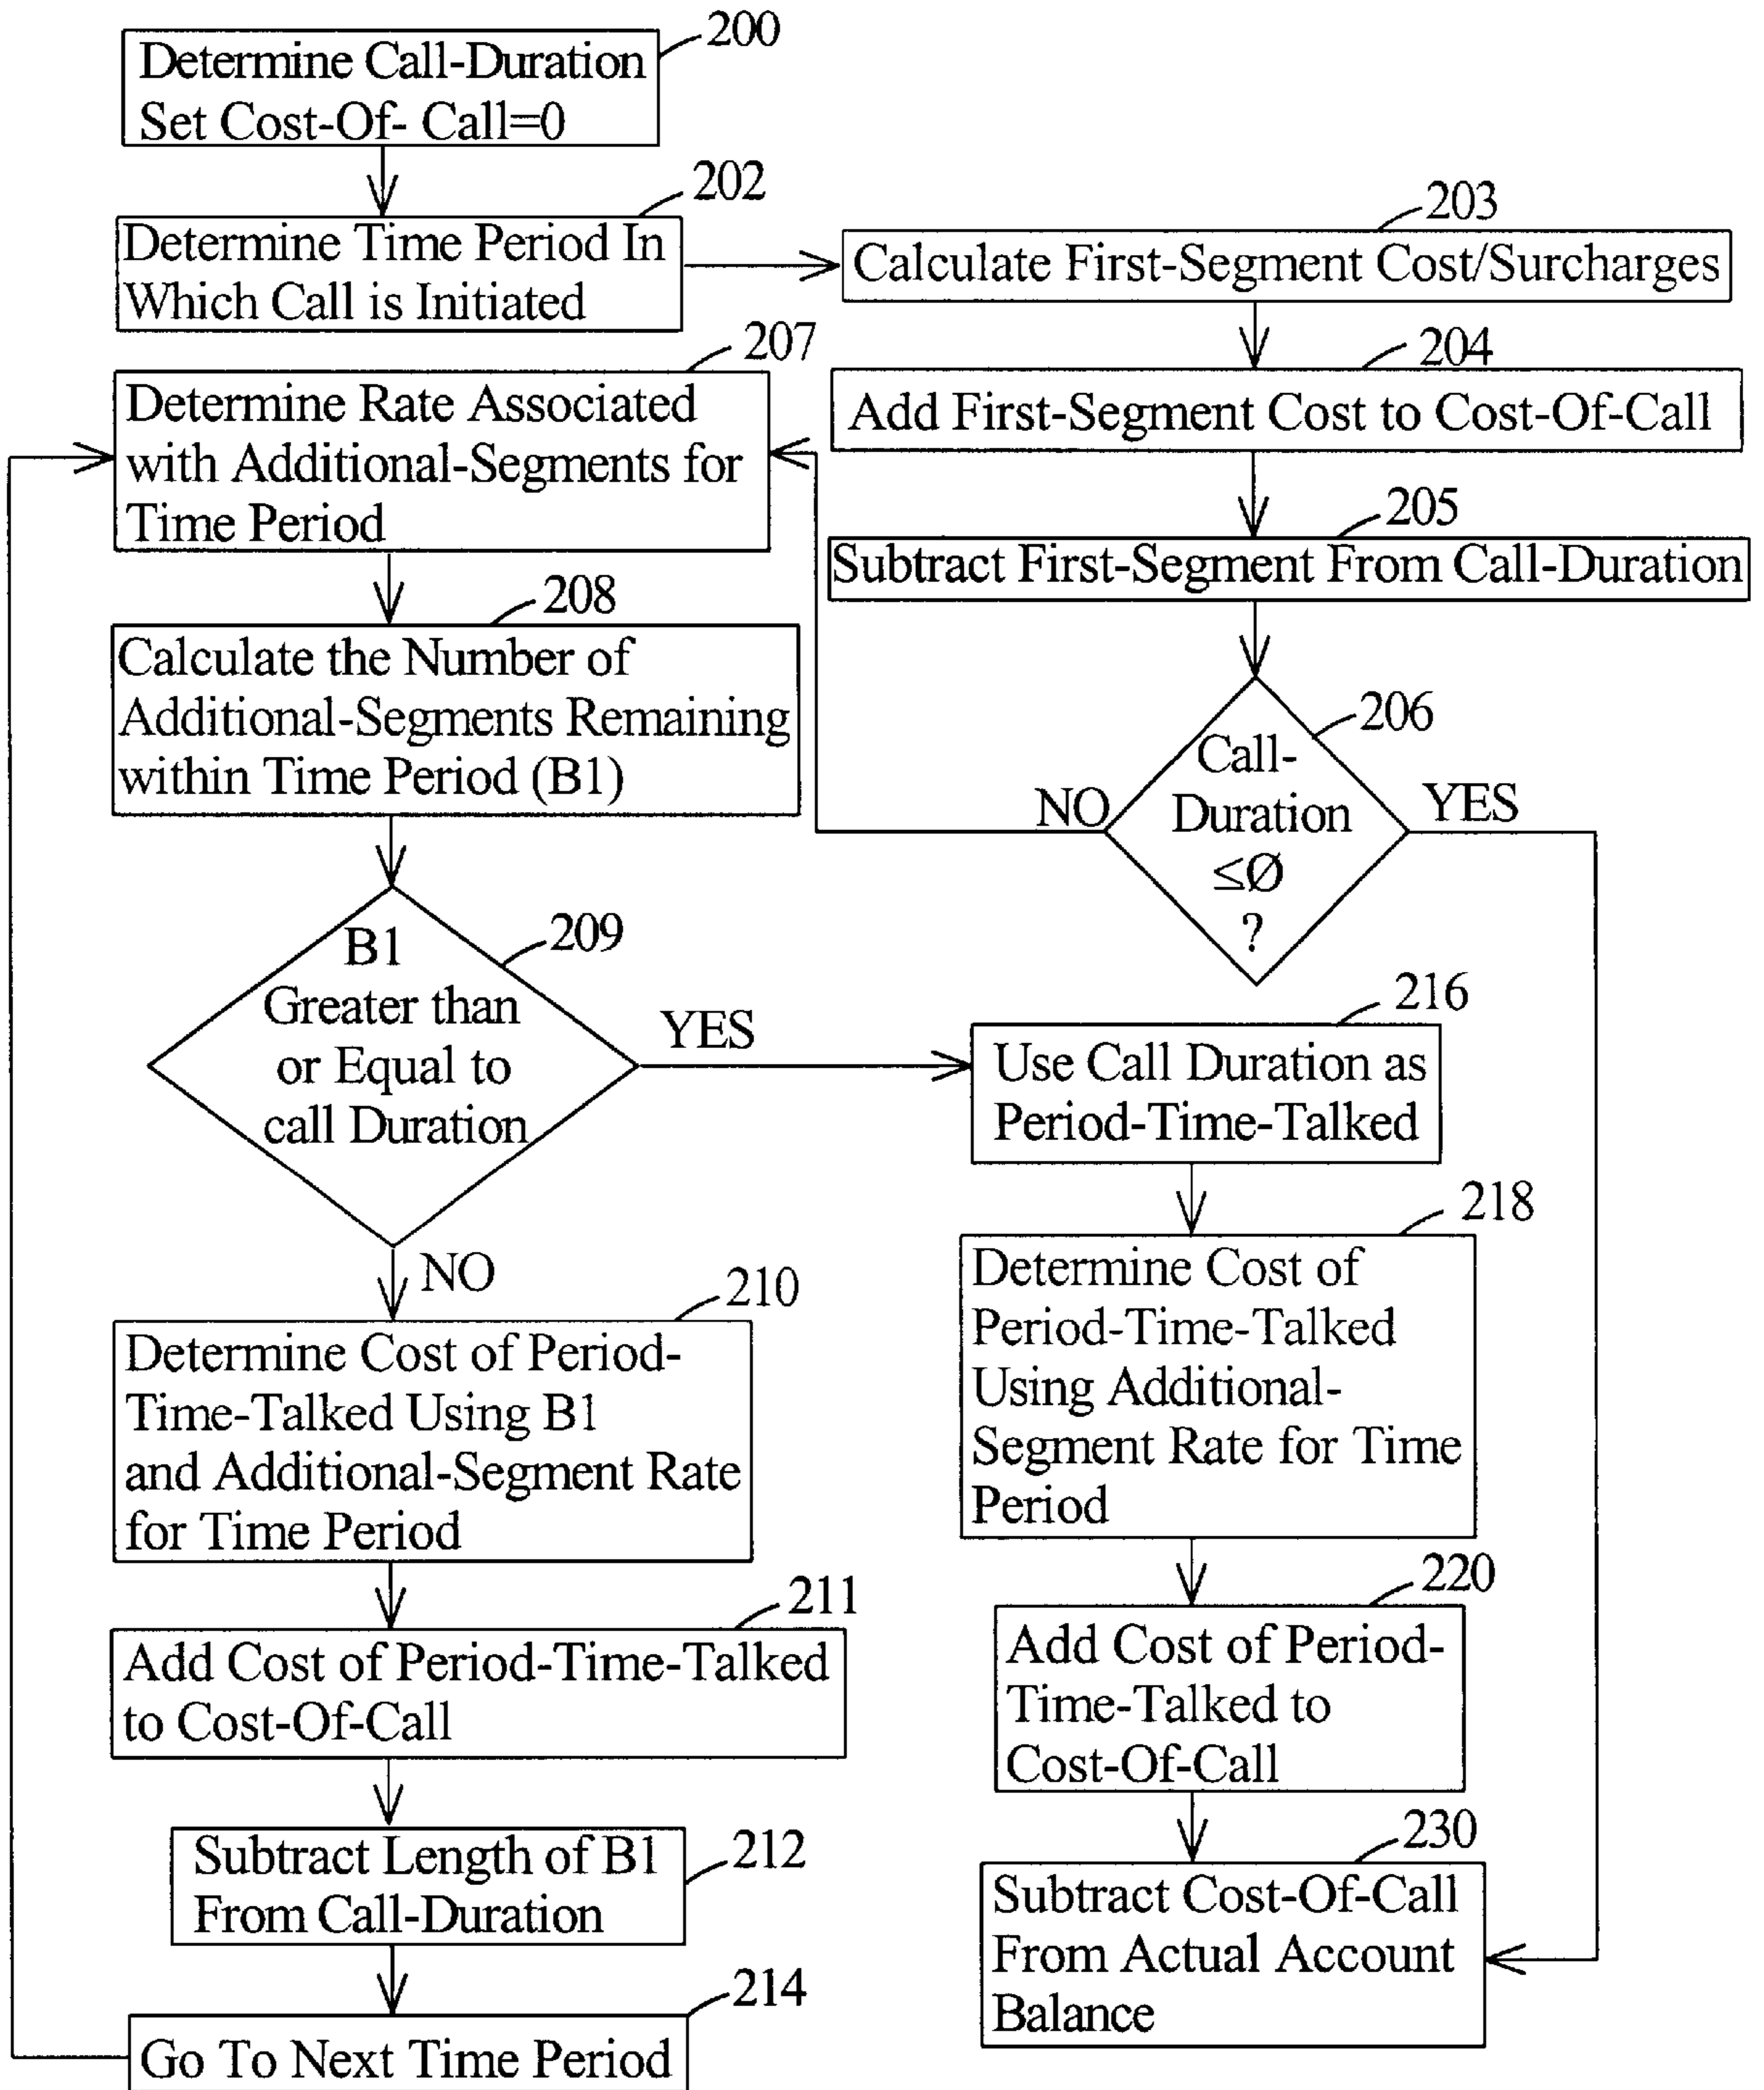 200
Determine Call-Duration
Set Cost-Of- Call=0
202
Determine Time Period In
Which Call is Initiated
203
Calculate First-Segment Cost/Surcharges
204
Add First-Segment Cost to Cost-Of-Call
205
Subtract First-Segment From Call-Duration
206
Call-
Duration
≤Ø
?
NO
YES
207
Determine Rate Associated
with Additional-Segments for
Time Period
208
Calculate the Number of
Additional-Segments Remaining
within Time Period (B1)
209
B1
Greater than
or Equal to
call Duration
YES
NO
210
Determine Cost of Period-
Time-Talked Using B1
and Additional-Segment Rate
for Time Period
211
Add Cost of Period-Time-Talked
to Cost-Of-Call
212
Subtract Length of B1
From Call-Duration
214
Go To Next Time Period
216
Use Call Duration as
Period-Time-Talked
218
Determine Cost of
Period-Time-Talked
Using Additional-
Segment Rate for Time
Period
220
Add Cost of Period-
Time-Talked to
Cost-Of-Call
230
Subtract Cost-Of-Call
From Actual Account
Balance